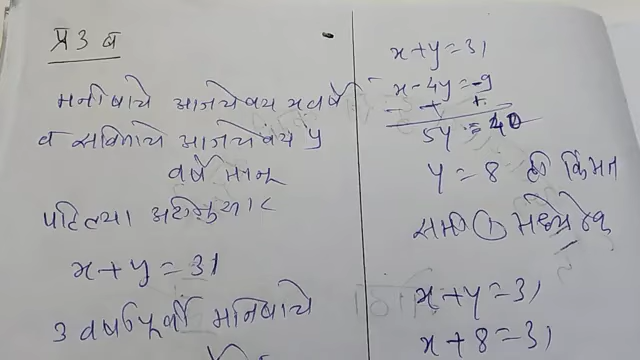 प्र 3 ब
मनीषाचे आजचे वय x वर्षे
व सविताचे आजचे वय y
वर्षे मानू
पहिल्या अटीनुसार
x + y = 31
3 वर्षापूर्वी मनिषाचे
x + y = 31
x - 4y = -9
- + +
5y = 40
y = 8 ही किंमत
समी ① मध्ये ठेवू
x + y = 31
x + 8 = 31